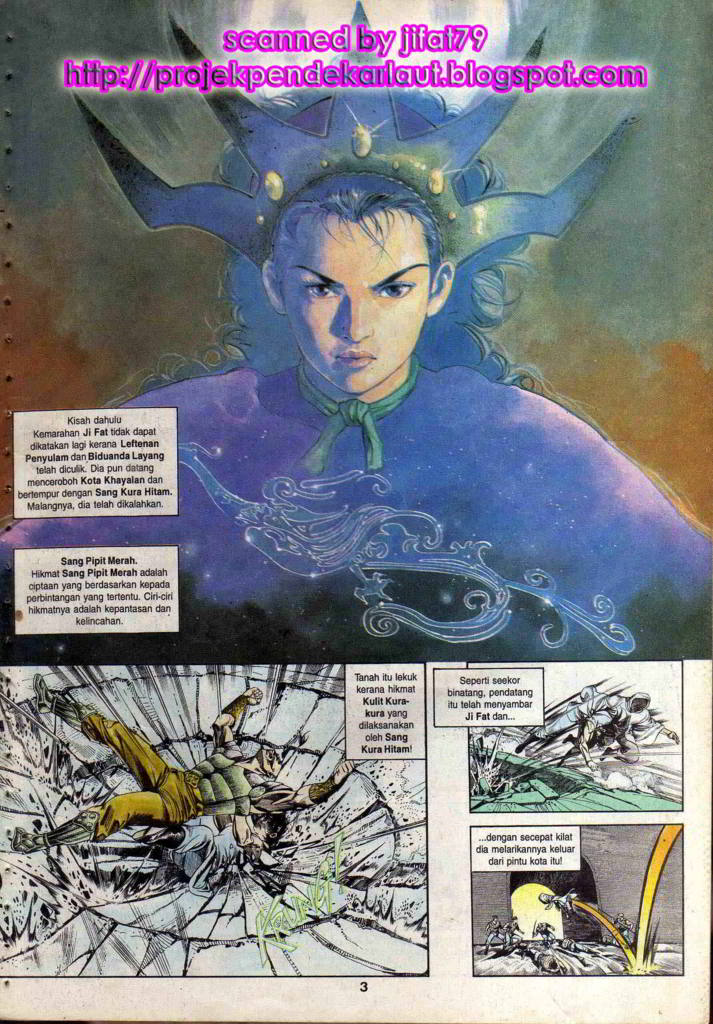 scanned by jifat79
http://projekpendekarlaut.blogspot.com
Kisah dahulu
Kemarahan Ji Fat tidak dapat
dikatakan lagi kerana Leftenan
Penyulam dan Biduanda Layang
telah diculik. Dia pun datang
menceroboh Kota Khayalan dan
bertempur dengan Sang Kura Hitam.
Malangnya, dia telah dikalahkan.
Sang Pipit Merah.
Hikmat Sang Pipit Merah adalah
ciptaan yang berdasarkan kepada
perbintangan yang tertentu. Ciri-ciri
hikmatnya adalah kepantasan dan
kelincahan.
Tanah itu lekuk
kerana hikmat
Kulit Kura-
kura yang
dilaksanakan
oleh Sang
Kura Hitam!
Seperti seekor
binatang, pendatang
itu telah menyambar
Ji Fat dan...
...dengan secepat kilat
dia melarikannya keluar
dari pintu kota itu!
3